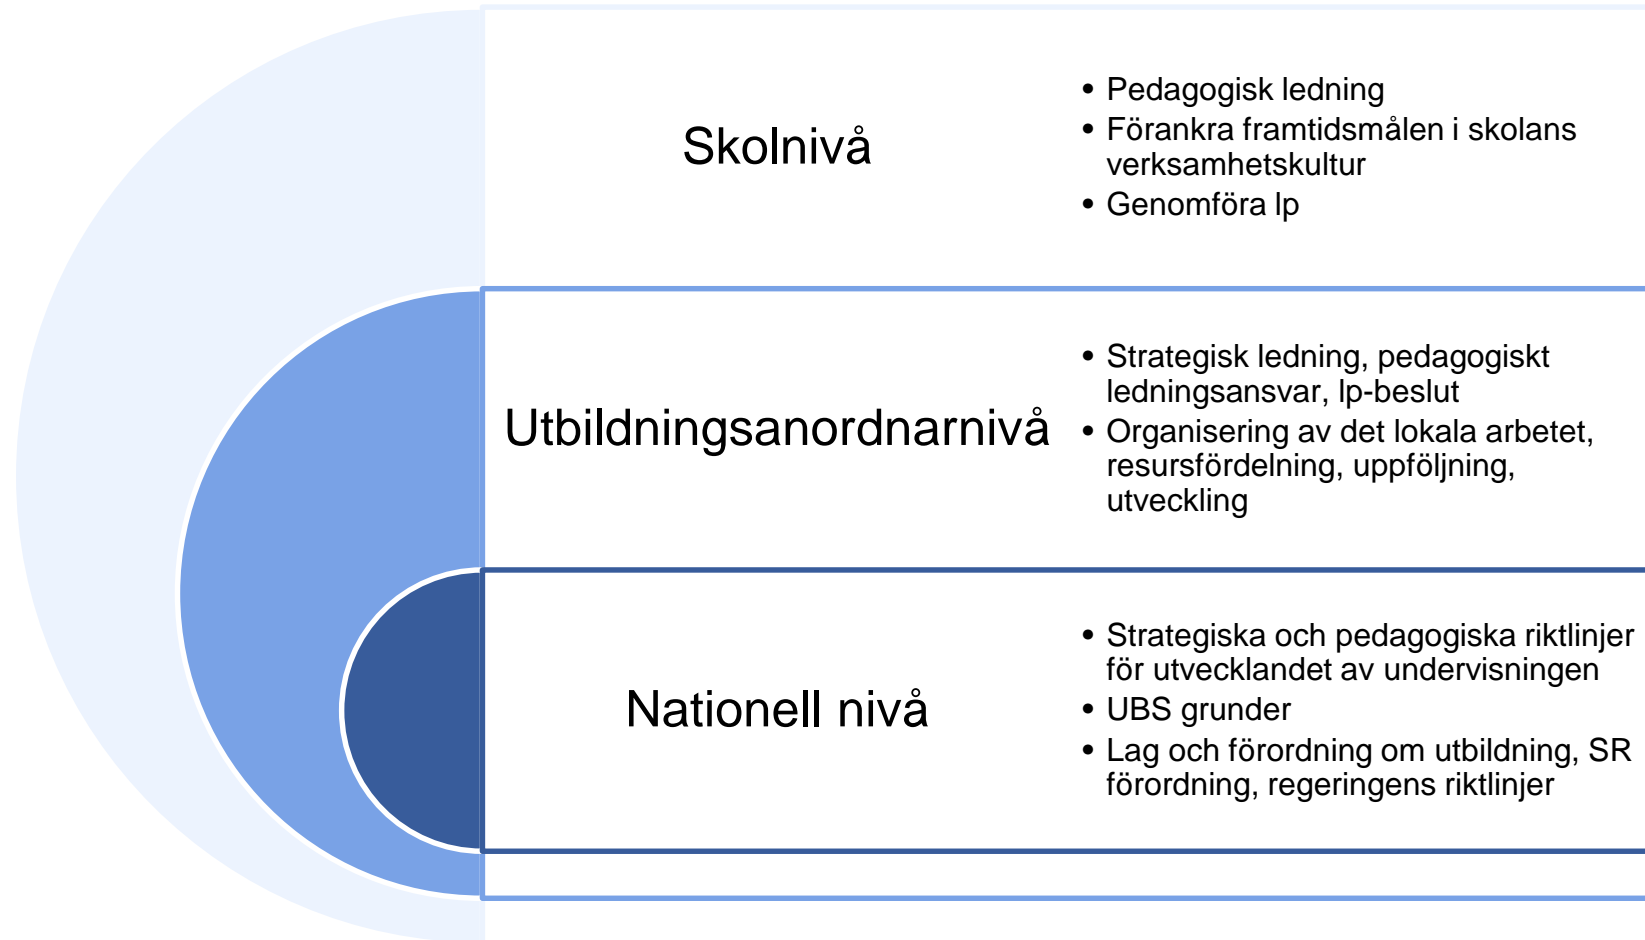 Skolnivå
• Pedagogisk ledning
• Förankra framtidsmålen i skolans
verksamhetskultur
• Genomföra lp
Utbildningsanordnarnivå
• Strategisk ledning, pedagogiskt
ledningsansvar, lp-beslut
• Organisering av det lokala arbetet,
resursfördelning, uppföljning,
utveckling
Nationell nivå
• Strategiska och pedagogiska riktlinjer
för utvecklandet av undervisningen
• UBS grunder
• Lag och förordning om utbildning, SR
förordning, regeringens riktlinjer